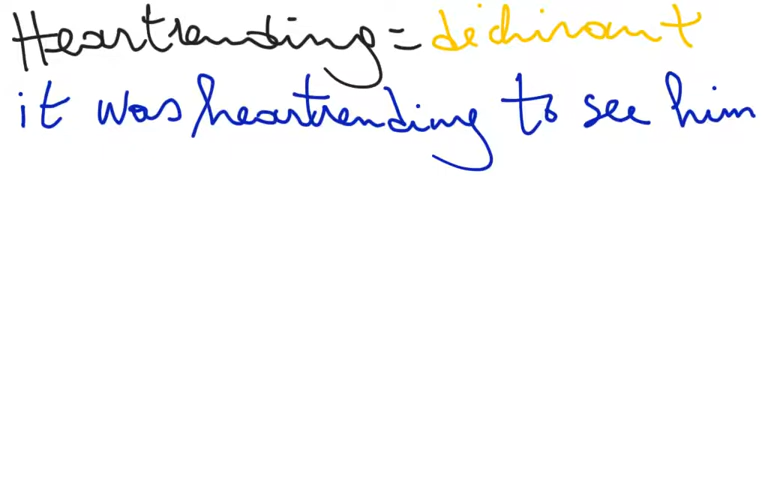 Heartrending = déchirant
it was heartrending to see him